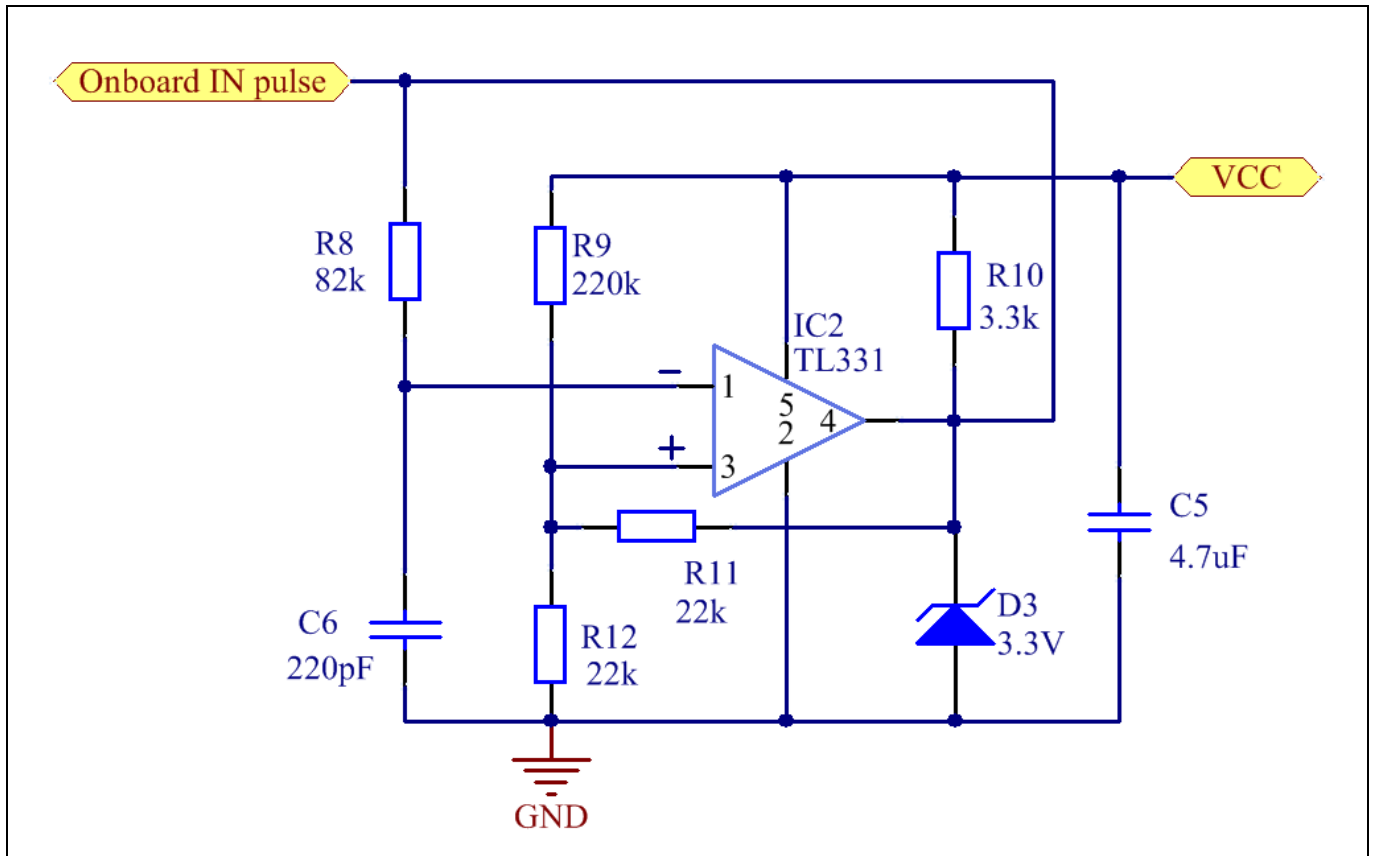 Onboard IN pulse
VCC
R8
82k
R9
220k
R10
3.3k
IC2
TL331
−
1
5
2
4
+
3
C5
4.7uF
R11
22k
D3
3.3V
C6
220pF
R12
22k
GND